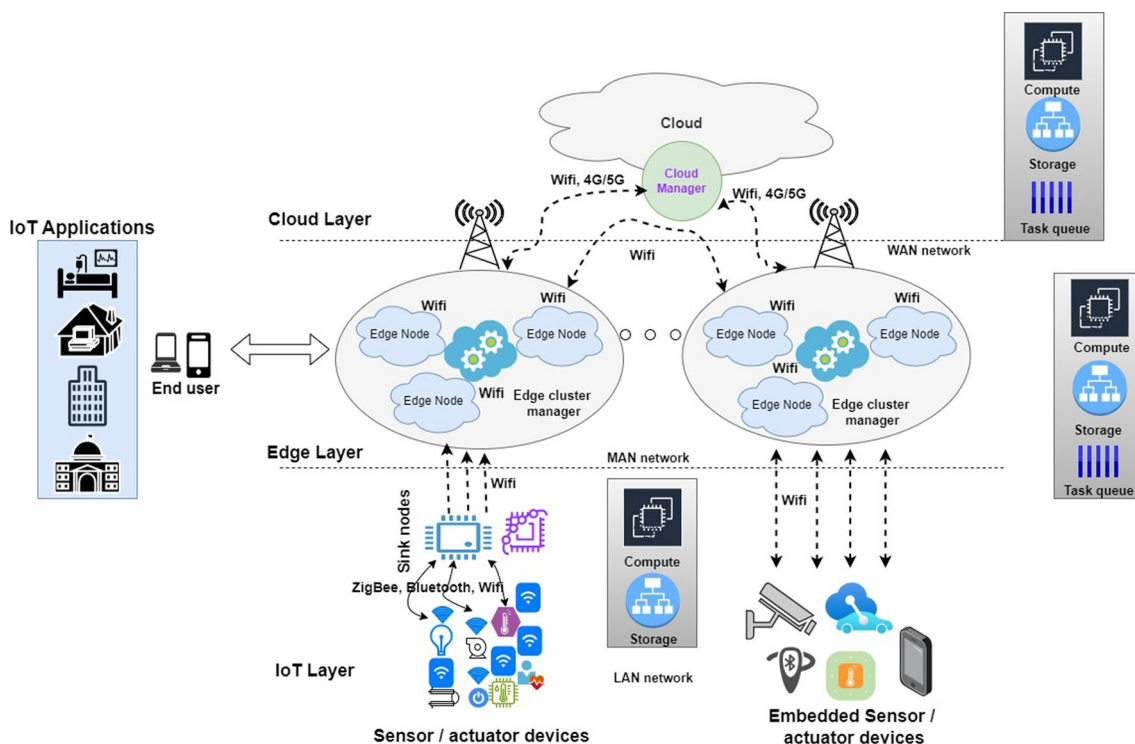 Compute
Storage
Task queue
Cloud
Cloud
Manager
Wifi, 4G/5G
Wifi, 4G/5G
Cloud Layer
IoT Applications
Wifi
WAN network
Wifi
Wifi
Edge Node
Edge Node
Wifi
Edge Node
Edge cluster
manager
Wifi
Wifi
Edge Node
Edge Node
Wifi
Edge Node
Edge cluster
manager
End user
Compute
Storage
Task queue
Edge Layer
MAN network
Wifi
Sink nodes
Wifi
Compute
Storage
ZigBee, Bluetooth, Wifi
IoT Layer
LAN network
Sensor / actuator devices
Embedded Sensor /
actuator devices